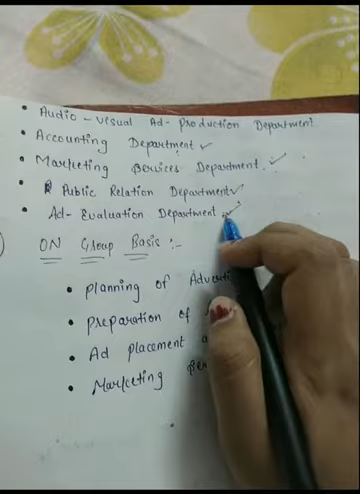 • Audio-visual Ad-production Department
• Accounting Department ✓
• Marketing Services Department. ✓
• Public Relation Department ✓
• Ad-Evaluation Department ✓
) ON Group Basis :-
• planning of
• preparation of
• Ad placement
• Marketing